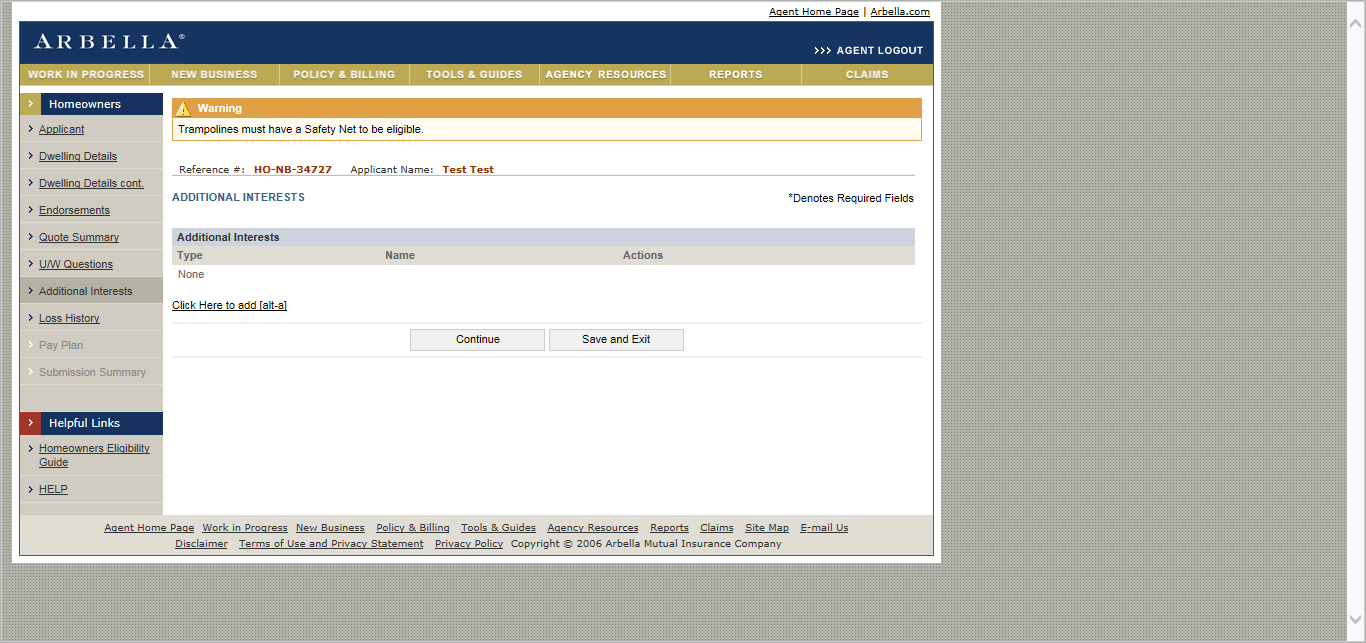 Agent Home Page | Arbella.com
ARBELLA®
>>> AGENT LOGOUT
WORK IN PROGRESS NEW BUSINESS POLICY & BILLING TOOLS & GUIDES AGENCY RESOURCES REPORTS CLAIMS
Homeowners
Applicant
Dwelling Details
Dwelling Details cont.
Endorsements
Quote Summary
U/W Questions
Additional Interests
Loss History
Pay Plan
Submission Summary
Helpful Links
Homeowners Eligibility
Guide
HELP
Warning
Trampolines must have a Safety Net to be eligible.
Reference #: HO-NB-34727 Applicant Name: Test Test
ADDITIONAL INTERESTS *Denotes Required Fields
Additional Interests
Type Name Actions
None
Click Here to add [alt-a]
Continue Save and Exit
Agent Home Page Work in Progress New Business Policy & Billing Tools & Guides Agency Resources Reports Claims Site Map E-mail Us
Disclaimer Terms of Use and Privacy Statement Privacy Policy Copyright © 2006 Arbella Mutual Insurance Company